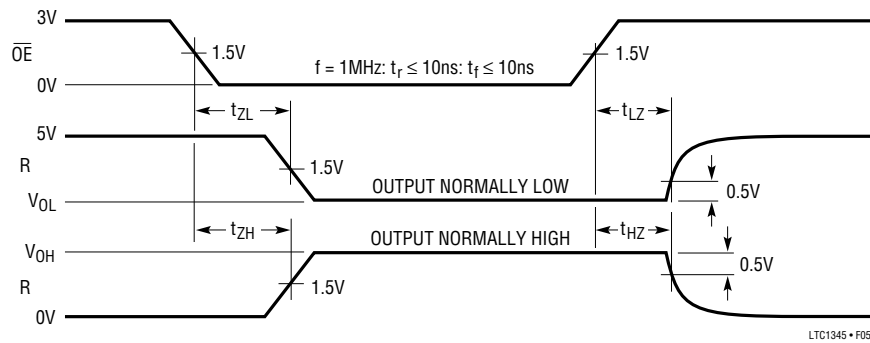 3V
OE
1.5V
f = 1MHz: tr ≤ 10ns: tf ≤ 10ns
1.5V
0V
tZL
tLZ
5V
R
1.5V
OUTPUT NORMALLY LOW
0.5V
VOL
tZH
OUTPUT NORMALLY HIGH
tHZ
VOH
0.5V
R
1.5V
0V
LTC1345 • F05